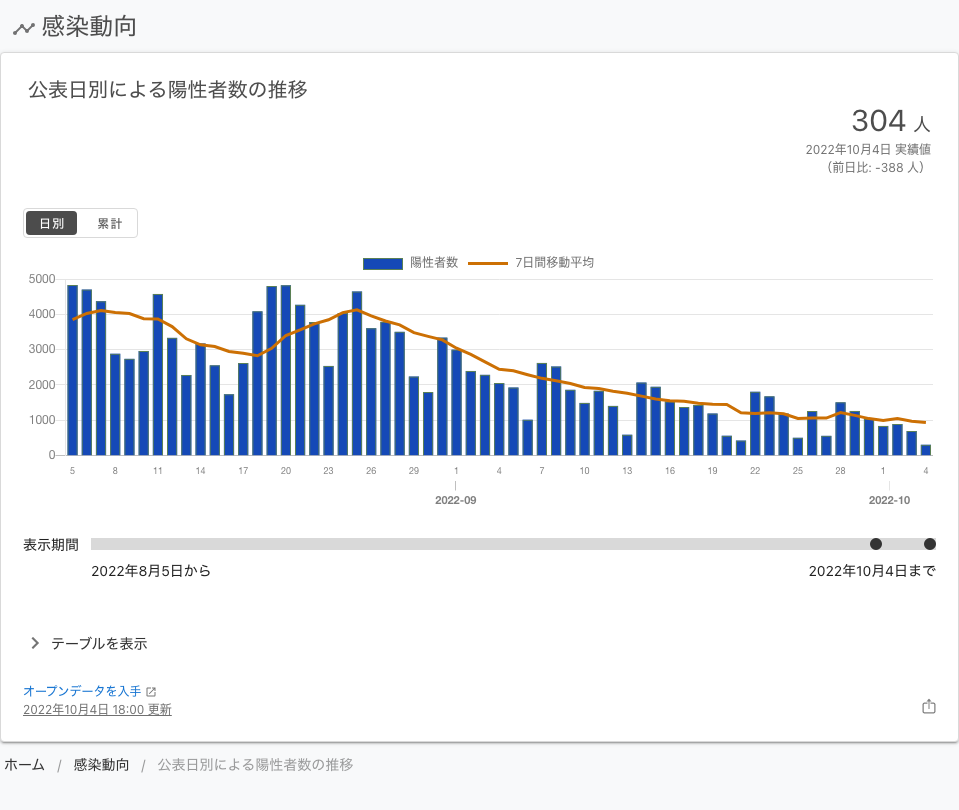 感染動向
公表日別による陽性者数の推移
304 人
2022年10月4日 実績値
（前日比: -388 人）
日別 累計
陽性者数 7日間移動平均
5000
4000
3000
2000
1000
0
5 8 11 14 17 20 23 26 29 1 4 7 10 13 16 19 22 25 28 1 4
2022-09 2022-10
表示期間
2022年8月5日から 2022年10月4日まで
テーブルを表示
オープンデータを入手
2022年10月4日 18:00 更新
ホーム / 感染動向 / 公表日別による陽性者数の推移